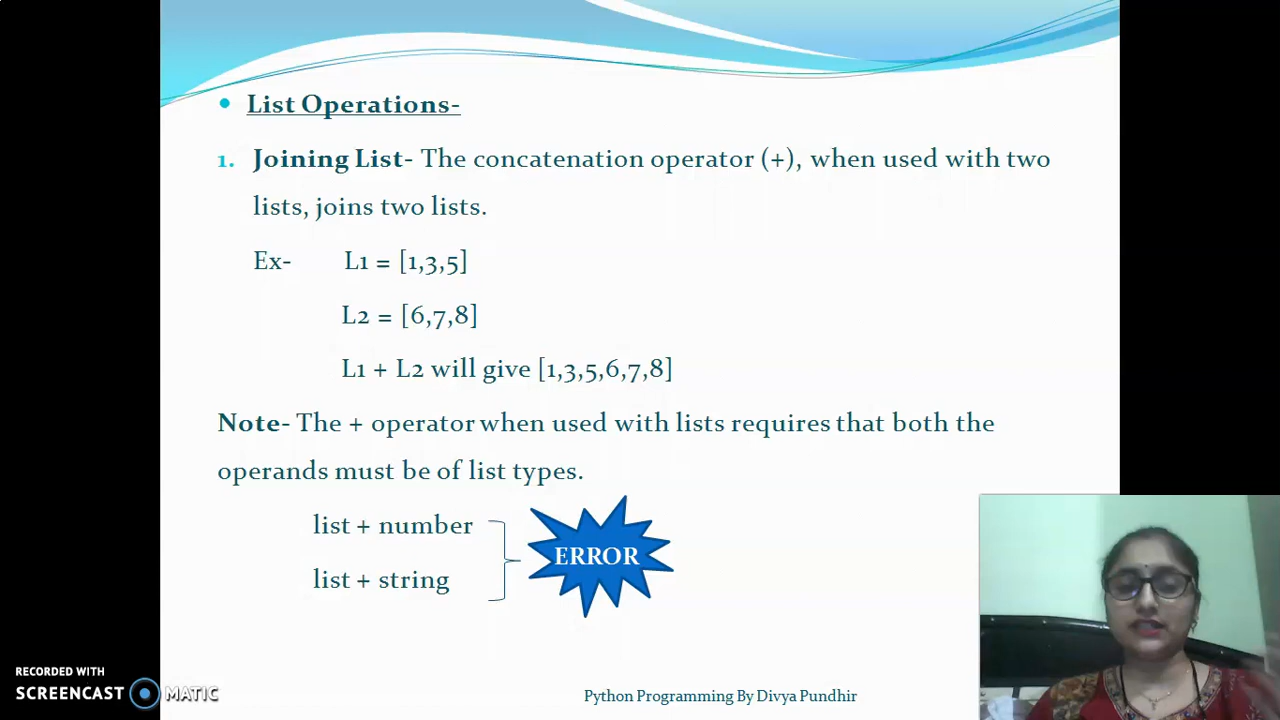 List Operations-
1. Joining List- The concatenation operator (+), when used with two
lists, joins two lists.
Ex- L1 = [1,3,5]
L2 = [6,7,8]
L1 + L2 will give [1,3,5,6,7,8]
Note- The + operator when used with lists requires that both the
operands must be of list types.
list + number
ERROR
list + string
RECORDED WITH
SCREENCAST MATIC
Python Programming By Divya Pundhir